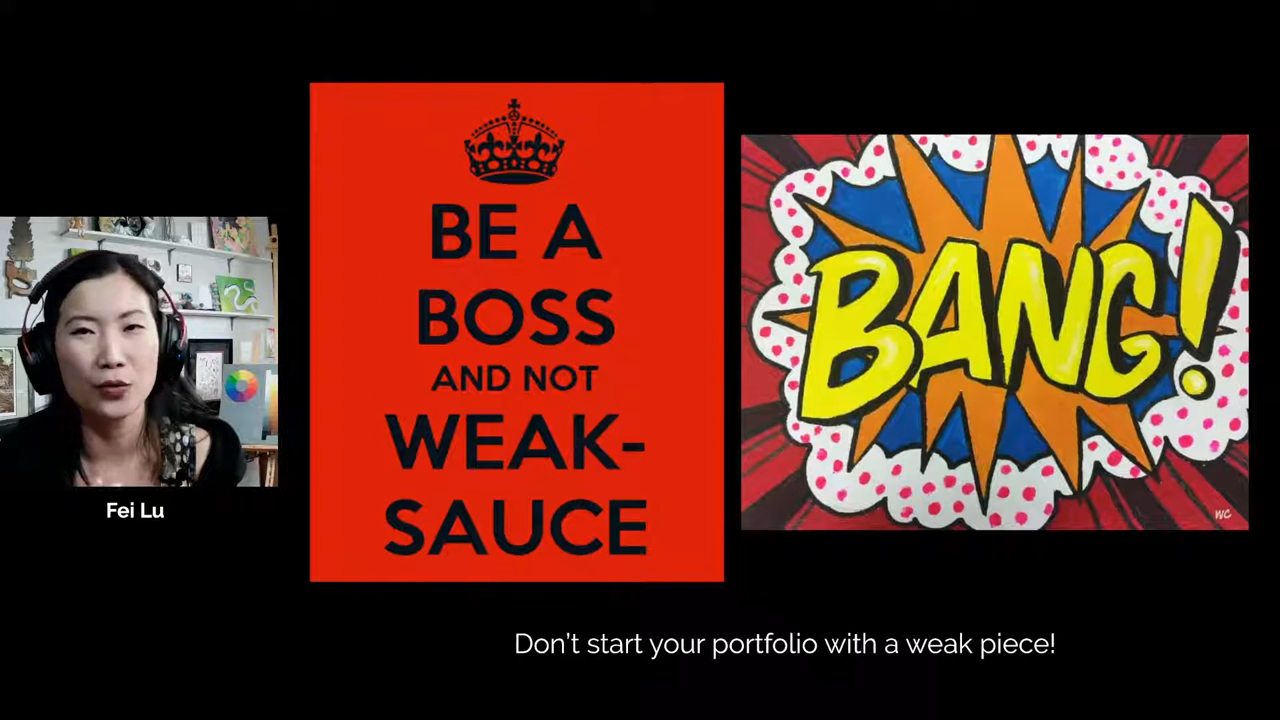 Fei Lu
BE A
BOSS
AND NOT
WEAK-
SAUCE
BANG!
WC
Don't start your portfolio with a weak piece!